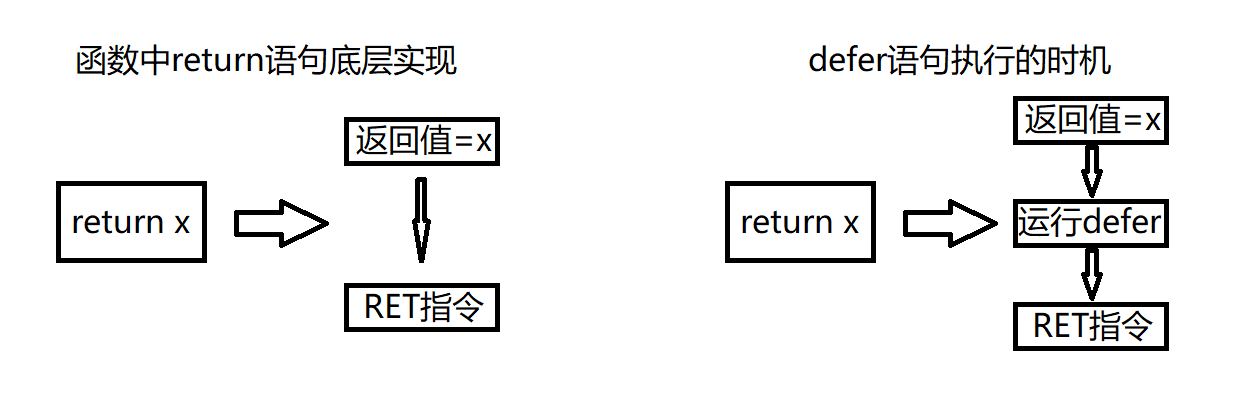 函数中return语句底层实现
返回值=x
return x
RET指令
defer语句执行的时机
返回值=x
return x
运行defer
RET指令